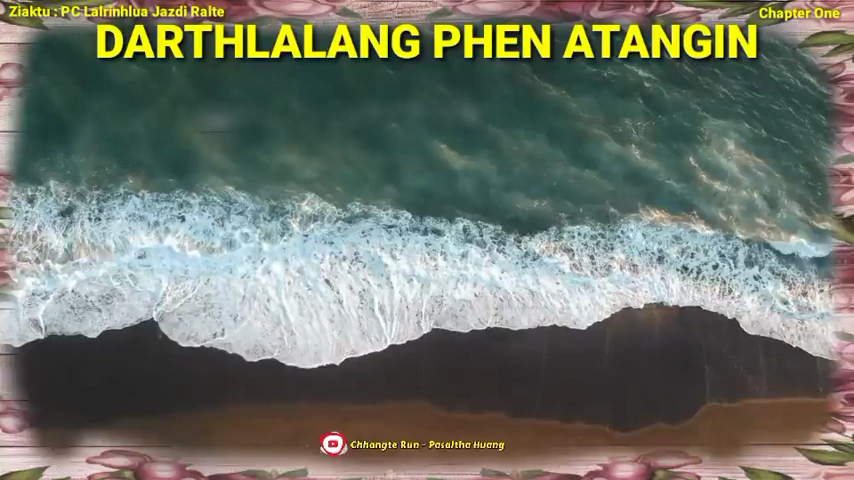 Ziaktu : PC Lalrinhlua Jazdi Ralte
Chapter One
DARTHLALANG PHEN ATANGIN
Chhangte Run - Pasaltha Huang